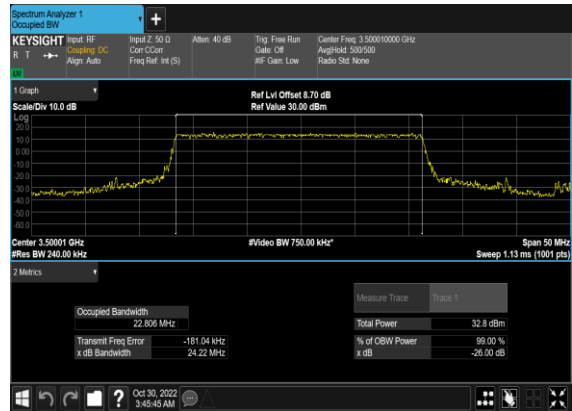 Spectrum Analyzer 1
Occupied BW
+
KEYSIGHT Input: RF Input Z: 50 Ω Atten: 40 dB Trig: Free Run Center Freq: 3.500010000 GHz
R T Coupling: DC Corr CCorr Gate: Off Avg|Hold: 500/500
Align: Auto Freq Ref: Int (S) #IF Gain: Low Radio Std: None
1 Graph
Ref Lvl Offset 8.70 dB
Scale/Div 10.0 dB Ref Value 30.00 dBm
Log
20.0
10.0
0.00
-10.0
-20.0
-30.0
-40.0
-50.0
-60.0
Center 3.50001 GHz #Video BW 750.00 kHz* Span 50 MHz
#Res BW 240.00 kHz Sweep 1.13 ms (1001 pts)
2 Metrics
Measure Trace Trace 1
Occupied Bandwidth
22.806 MHz Total Power 32.8 dBm
Transmit Freq Error -181.04 kHz % of OBW Power 99.00 %
x dB Bandwidth 24.22 MHz x dB -26.00 dB
? Oct 30, 2022
3:45:45 AM